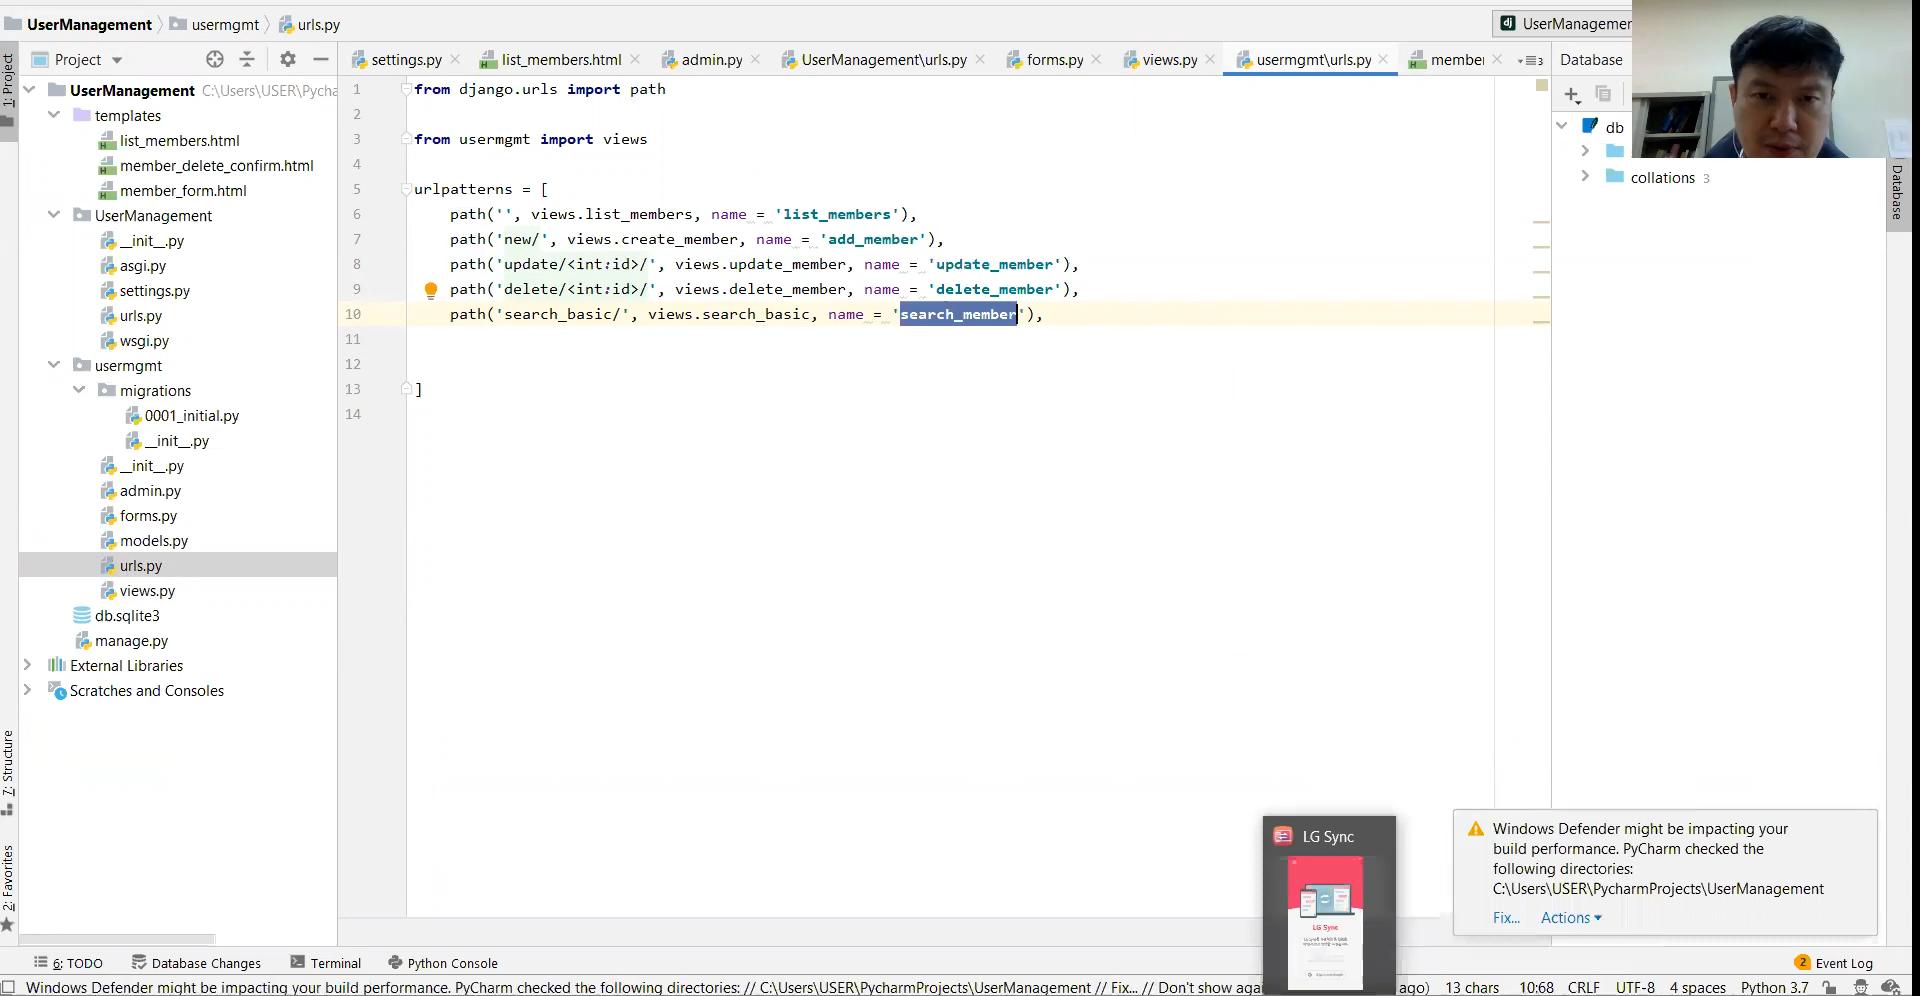 UserManagement
usermgmt
urls.py
UserManagemen
1: Project
Project
settings.py
list_members.html
admin.py
UserManagement\urls.py
forms.py
views.py
usermgmt\urls.py
member
3
Database
UserManagement C:\Users\USER\Pycha
templates
list_members.html
member_delete_confirm.html
member_form.html
UserManagement
__init__.py
asgi.py
settings.py
urls.py
wsgi.py
usermgmt
migrations
0001_initial.py
__init__.py
__init__.py
admin.py
forms.py
models.py
urls.py
views.py
db.sqlite3
manage.py
External Libraries
Scratches and Consoles
7: Structure
2: Favorites
1 from django.urls import path
2
3 from usermgmt import views
4
5 urlpatterns = [
6 path('', views.list_members, name = 'list_members'),
7 path('new/', views.create_member, name = 'add_member'),
8 path('update/<int:id>/', views.update_member, name = 'update_member'),
9 path('delete/<int:id>/', views.delete_member, name = 'delete_member'),
10 path('search_basic/', views.search_basic, name = 'search_member'),
11
12
13 ]
14
db
collations 3
Database
LG Sync
LG Sync
Windows Defender might be impacting your
build performance. PyCharm checked the
following directories:
C:\Users\USER\PycharmProjects\UserManagement
Fix... Actions
6: TODO
Database Changes
Terminal
Python Console
2 Event Log
Windows Defender might be impacting your build performance. PyCharm checked the following directories: // C:\Users\USER\PycharmProjects\UserManagement // Fix... // Don't show agai
ago) 13 chars 10:68 CRLF UTF-8 4 spaces Python 3.7